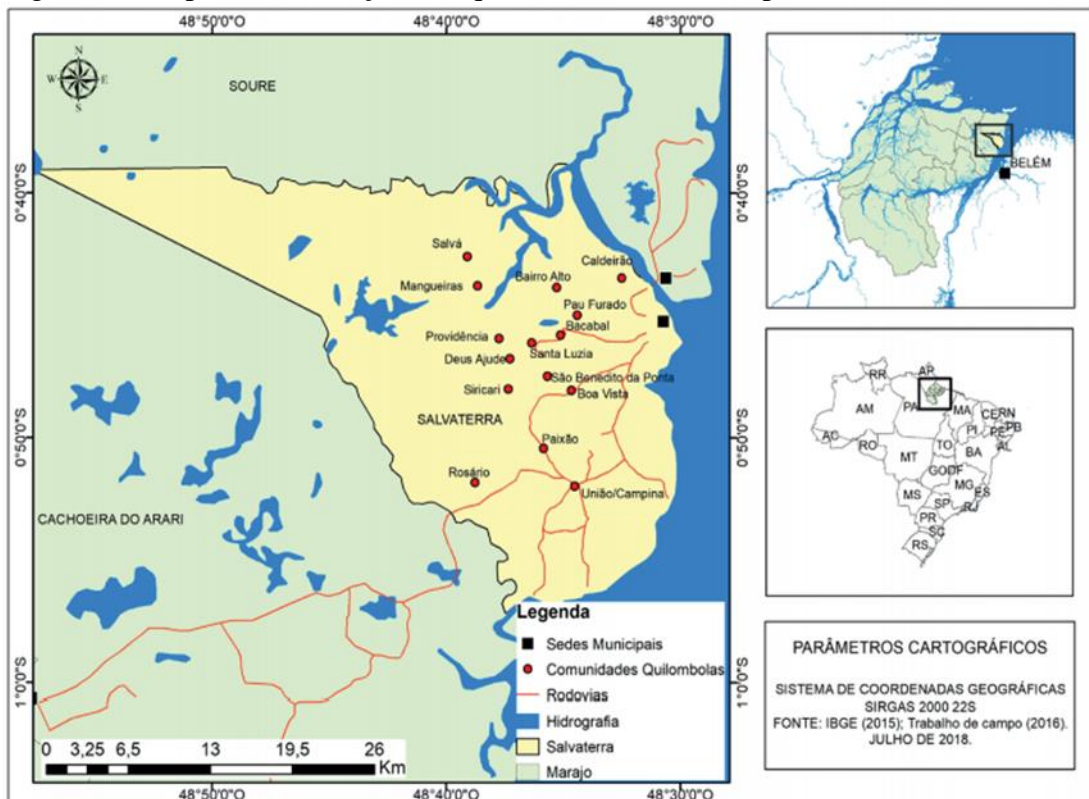 48°50'0"O
48°40'0"O
48°30'0"O
N
W
E
S
SOURE
0°40'0"S
0°40'0"S
Salvá
Caldeirão
Mangueiras
Bairro Alto
Pau Furado
Bacabal
Providência
Santa Luzia
Deus Ajude
São Benedito da Ponta
Siricari
Boa Vista
SALVATERRA
0°50'0"S
0°50'0"S
Paixão
Rosário
União/Campina
CACHOEIRA DO ARARI
Legenda
Sedes Municipais
Comunidades Quilombolas
Rodovias
Hidrografia
Salvaterra
Marajo
1°0'0"S
1°0'0"S
0 3,25 6,5 13 19,5 26
Km
48°50'0"O
48°40'0"O
48°30'0"O
BELÉM
RR
AP
AM
PA
MA
CE
RN
PB
PE
AL
PI
AC
RO
TO
BA
MT
GO
DF
MG
ES
MS
SP
RJ
PR
SC
RS
PARÂMETROS CARTOGRÁFICOS
SISTEMA DE COORDENADAS GEOGRÁFICAS
SIRGAS 2000 22S
FONTE: IBGE (2015); Trabalho de campo (2016).
JULHO DE 2018.